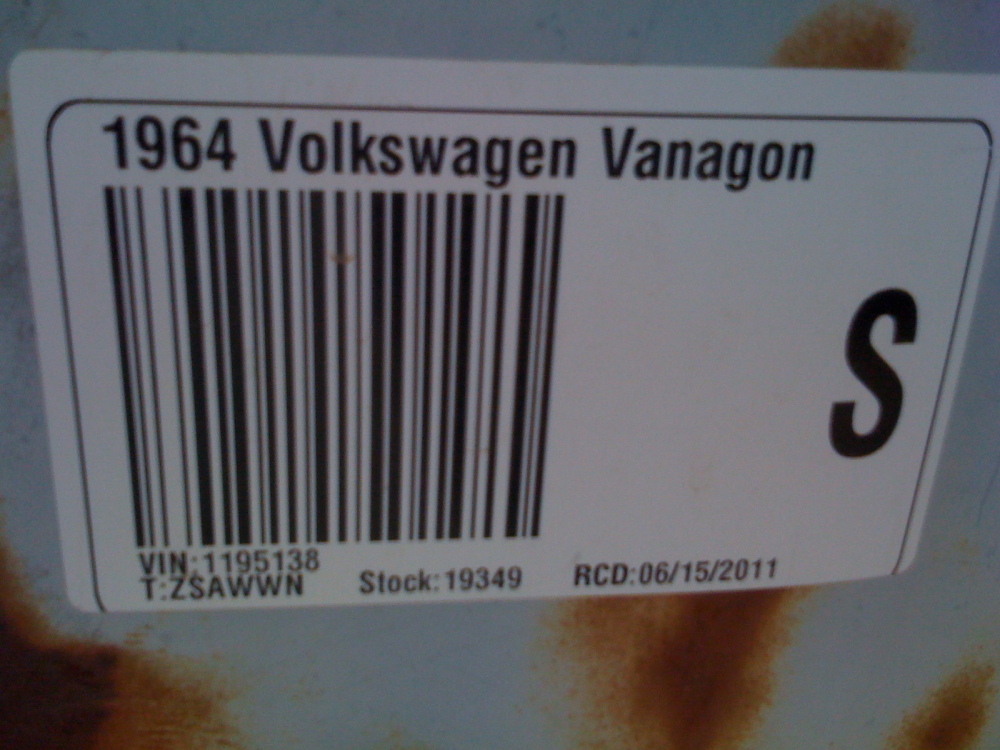 1964 Volkswagen Vanagon
S
VIN:1195138
T:ZSAWWN Stock:19349 RCD:06/15/2011